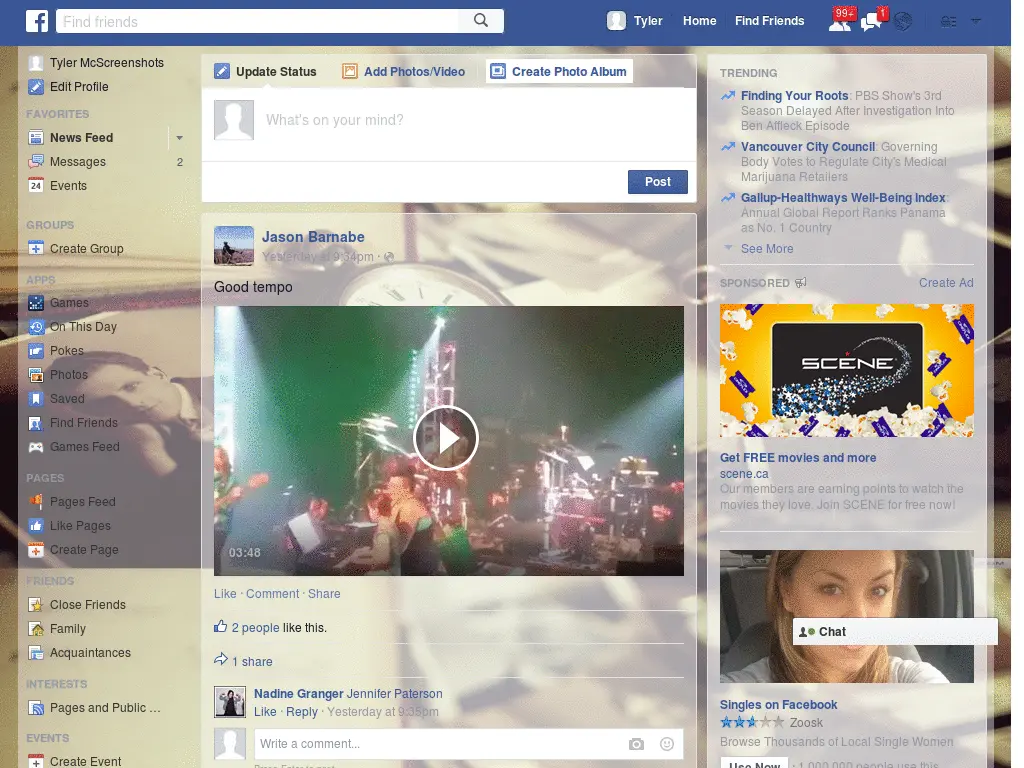 Find friends
Tyler
Home
Find Friends
99+
1
Tyler McScreenshots
Edit Profile
FAVORITES
News Feed
Messages
2
24
Events
GROUPS
Create Group
APPS
Games
On This Day
Pokes
Photos
Saved
Find Friends
Games Feed
PAGES
Pages Feed
Like Pages
Create Page
FRIENDS
Close Friends
Family
Acquaintances
INTERESTS
Pages and Public ...
EVENTS
Create Event
Update Status
Add Photos/Video
Create Photo Album
What's on your mind?
Post
Jason Barnabe
Yesterday at 9:34pm ·
Good tempo
03:48
Like · Comment · Share
2 people like this.
1 share
Nadine Granger Jennifer Paterson
Like · Reply · Yesterday at 9:35pm
Write a comment...
TRENDING
Finding Your Roots: PBS Show's 3rd
Season Delayed After Investigation Into
Ben Affleck Episode
Vancouver City Council: Governing
Body Votes to Regulate City's Medical
Marijuana Retailers
Gallup-Healthways Well-Being Index:
Annual Global Report Ranks Panama
as No. 1 Country
See More
SPONSORED
Create Ad
SCENE
Get FREE movies and more
scene.ca
Our members are earning points to watch the
movies they love. Join SCENE for free now!
Chat
Singles on Facebook
Zoosk
Browse Thousands of Local Single Women
Use Now
· 1,000,000 people use this